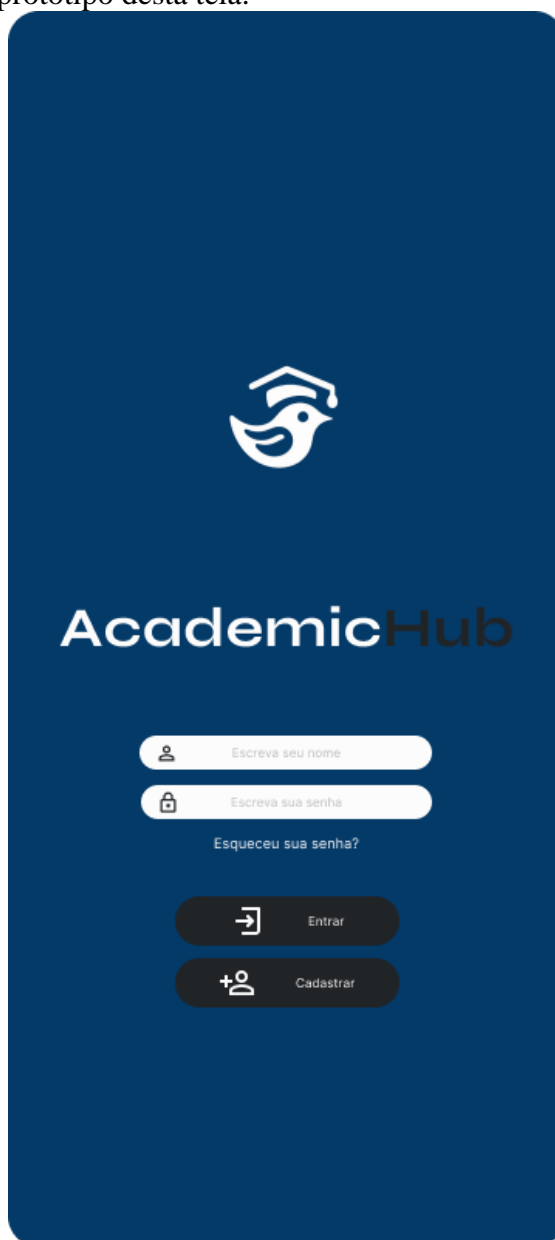 protótipo desta tela:
AcademicHub
Escreva seu nome
Escreva sua senha
Esqueceu sua senha?
Entrar
Cadastrar